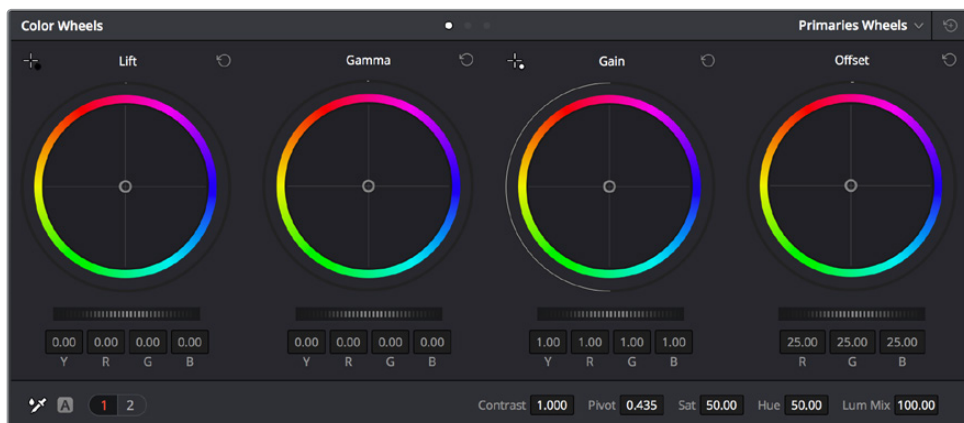 Color Wheels Primaries Wheels
Lift Gamma Gain Offset
0.00 0.00 0.00 0.00 0.00 0.00 0.00 0.00 1.00 1.00 1.00 1.00 25.00 25.00 25.00
Y R G B Y R G B Y R G B R G B
A 1 2 Contrast 1.000 Pivot 0.435 Sat 50.00 Hue 50.00 Lum Mix 100.00